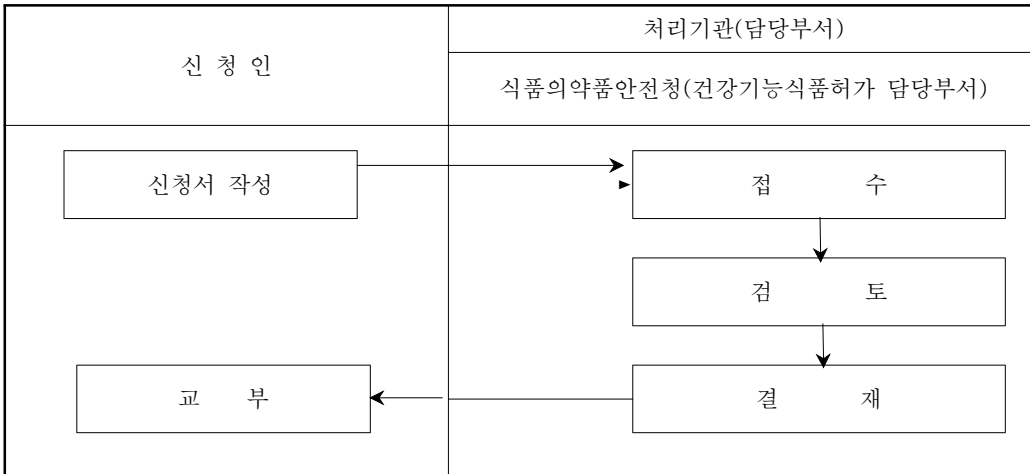 신 청 인
처리기관(담당부서)
식품의약품안전청(건강기능식품허가 담당부서)
신청서 작성
접 수
검 토
교 부
결 재